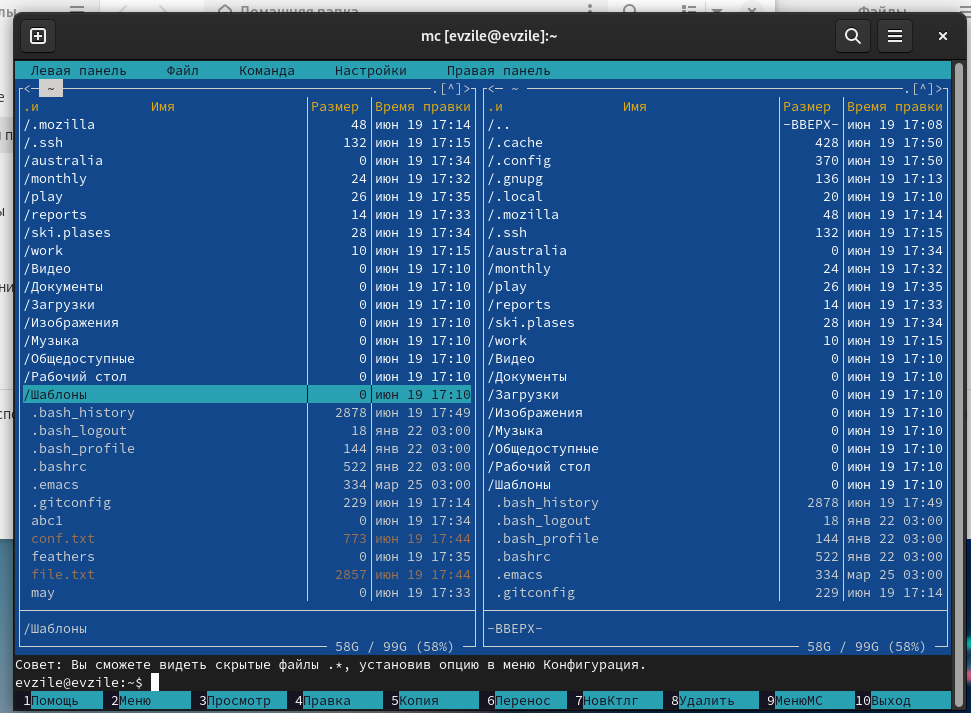 Домашняя папка
Файлы
mc [evzile@evzile]:~
Левая панель Файл Команда Настройки Правая панель
<─ ~ .[^]>
.и Имя Размер Время правки
/.mozilla 48 июн 19 17:14
/.ssh 132 июн 19 17:15
/australia 0 июн 19 17:34
/monthly 24 июн 19 17:32
/play 26 июн 19 17:35
/reports 14 июн 19 17:33
/ski.plases 28 июн 19 17:34
/work 10 июн 19 17:15
/Видео 0 июн 19 17:10
/Документы 0 июн 19 17:10
/Загрузки 0 июн 19 17:10
/Изображения 0 июн 19 17:10
/Музыка 0 июн 19 17:10
/Общедоступные 0 июн 19 17:10
/Рабочий стол 0 июн 19 17:10
/Шаблоны 0 июн 19 17:10
.bash_history 2878 июн 19 17:49
.bash_logout 18 янв 22 03:00
.bash_profile 144 янв 22 03:00
.bashrc 522 янв 22 03:00
.emacs 334 мар 25 03:00
.gitconfig 229 июн 19 17:14
abc1 0 июн 19 17:34
conf.txt 773 июн 19 17:44
feathers 0 июн 19 17:35
file.txt 2857 июн 19 17:44
may 0 июн 19 17:33
/Шаблоны
58G / 99G (58%)
<─ ~ .[^]>
.и Имя Размер Время правки
/.. -ВВЕРХ- июн 19 17:08
/.cache 428 июн 19 17:50
/.config 370 июн 19 17:50
/.gnupg 136 июн 19 17:13
/.local 20 июн 19 17:10
/.mozilla 48 июн 19 17:14
/.ssh 132 июн 19 17:15
/australia 0 июн 19 17:34
/monthly 24 июн 19 17:32
/play 26 июн 19 17:35
/reports 14 июн 19 17:33
/ski.plases 28 июн 19 17:34
/work 10 июн 19 17:15
/Видео 0 июн 19 17:10
/Документы 0 июн 19 17:10
/Загрузки 0 июн 19 17:10
/Изображения 0 июн 19 17:10
/Музыка 0 июн 19 17:10
/Общедоступные 0 июн 19 17:10
/Рабочий стол 0 июн 19 17:10
/Шаблоны 0 июн 19 17:10
.bash_history 2878 июн 19 17:49
.bash_logout 18 янв 22 03:00
.bash_profile 144 янв 22 03:00
.bashrc 522 янв 22 03:00
.emacs 334 мар 25 03:00
.gitconfig 229 июн 19 17:14
-ВВЕРХ-
58G / 99G (58%)
Совет: Вы сможете видеть скрытые файлы .*, установив опцию в меню Конфигурация.
evzile@evzile:~$
1Помощь 2Меню 3Просмотр 4Правка 5Копия 6Перенос 7НовКтлг 8Удалить 9МенюМС 10Выход